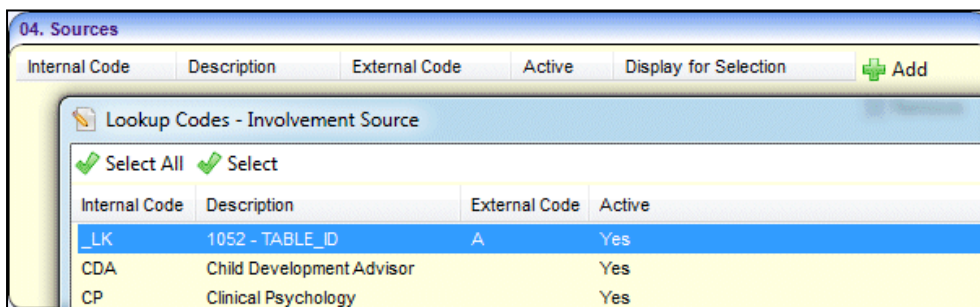 04. Sources
Internal Code Description External Code Active Display for Selection Add
Lookup Codes - Involvement Source
Select All Select
Internal Code Description External Code Active
_LK 1052 - TABLE_ID A Yes
CDA Child Development Advisor Yes
CP Clinical Psychology Yes